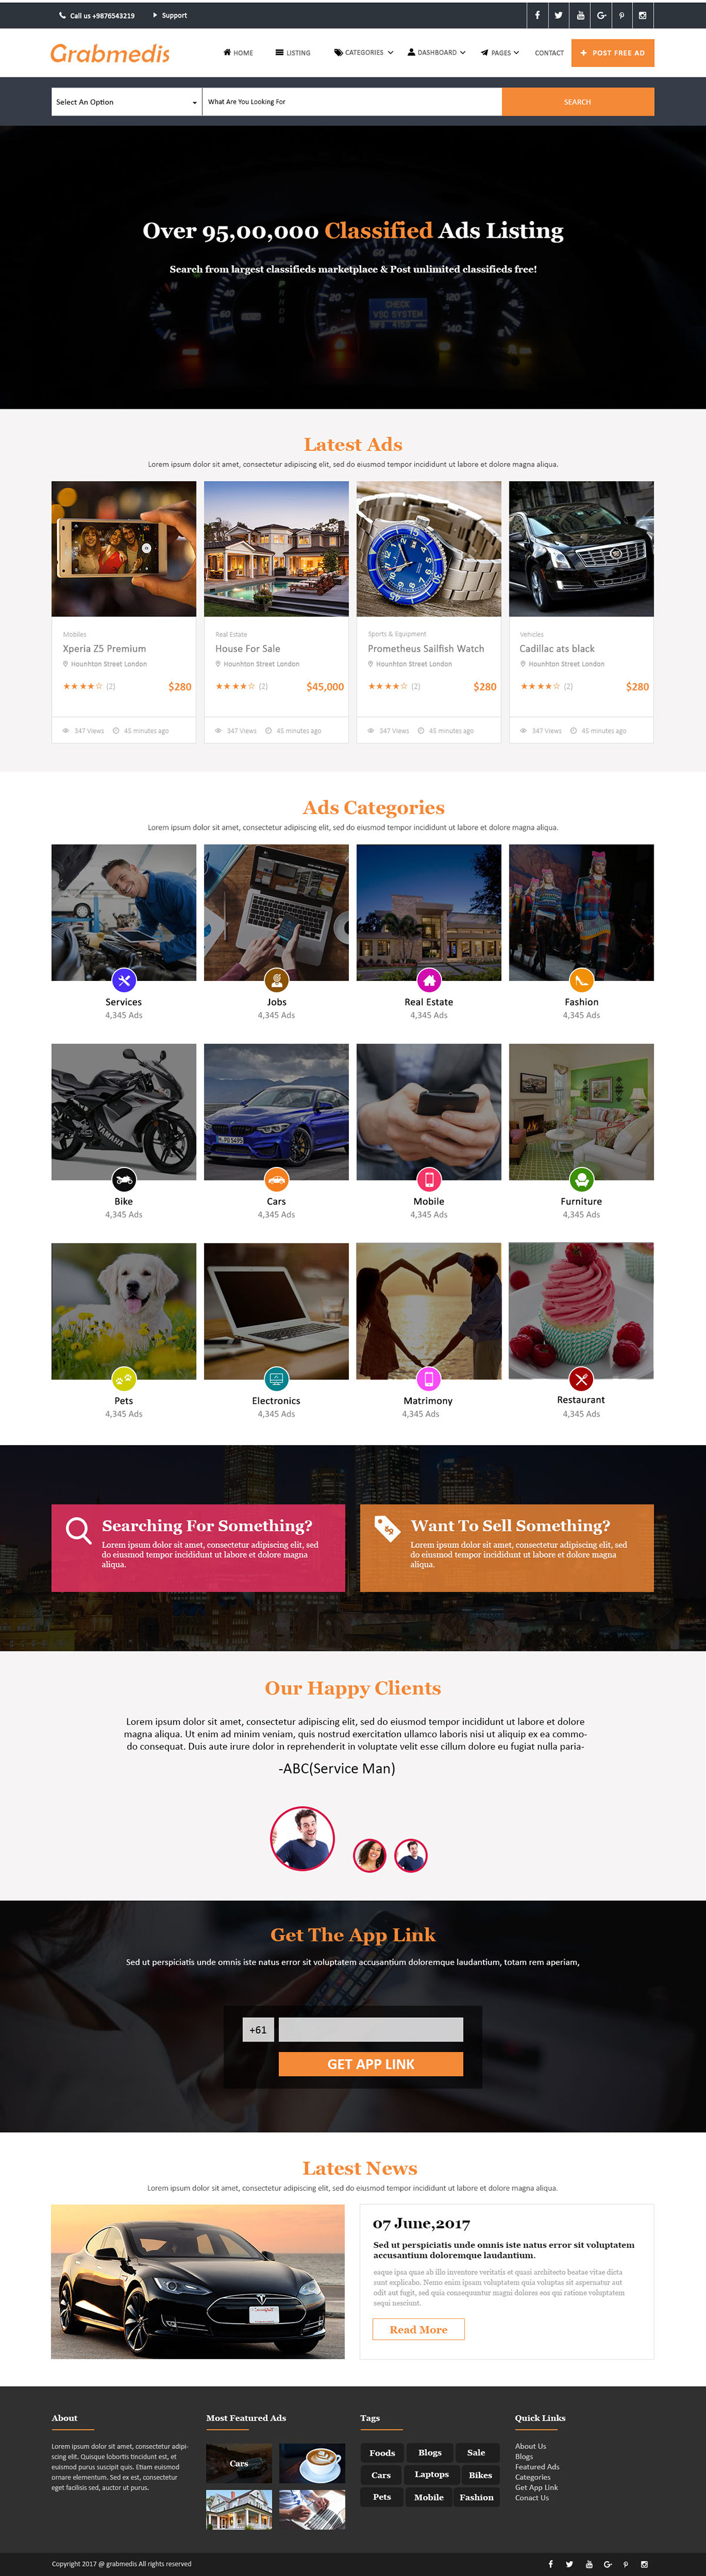 Call us +9876543219
Support
Grabmedis
HOME
LISTING
CATEGORIES
DASHBOARD
PAGES
CONTACT
POST FREE AD
Select An Option
What Are You Looking For
SEARCH
Over 95,00,000 Classified Ads Listing
Search from largest classifieds marketplace & Post unlimited classifieds free!
CHECK
VSC SYSTEM
Latest Ads
Lorem ipsum dolor sit amet, consectetur adipiscing elit, sed do eiusmod tempor incididunt ut labore et dolore magna aliqua.
Mobiles
Xperia Z5 Premium
Hounhton Street London
(2)
$280
347 Views
45 minutes ago
Real Estate
House For Sale
Hounhton Street London
(2)
$45,000
347 Views
45 minutes ago
Sports & Equipment
Prometheus Sailfish Watch
Hounhton Street London
(2)
$280
347 Views
45 minutes ago
Vehicles
Cadillac ats black
Hounhton Street London
(2)
$280
347 Views
45 minutes ago
Ads Categories
Lorem ipsum dolor sit amet, consectetur adipiscing elit, sed do eiusmod tempor incididunt ut labore et dolore magna aliqua.
Services
4,345 Ads
Jobs
4,345 Ads
Real Estate
4,345 Ads
Fashion
4,345 Ads
YAMAHA
Bike
4,345 Ads
Cars
4,345 Ads
Mobile
4,345 Ads
Furniture
4,345 Ads
Pets
4,345 Ads
Electronics
4,345 Ads
Matrimony
4,345 Ads
Restaurant
4,345 Ads
Searching For Something?
Lorem ipsum dolor sit amet, consectetur adipiscing elit, sed
do eiusmod tempor incididunt ut labore et dolore magna
aliqua.
Want To Sell Something?
Lorem ipsum dolor sit amet, consectetur adipiscing elit, sed
do eiusmod tempor incididunt ut labore et dolore magna
aliqua.
Our Happy Clients
Lorem ipsum dolor sit amet, consectetur adipiscing elit, sed do eiusmod tempor incididunt ut labore et dolore
magna aliqua. Ut enim ad minim veniam, quis nostrud exercitation ullamco laboris nisi ut aliquip ex ea commo-
do consequat. Duis aute irure dolor in reprehenderit in voluptate velit esse cillum dolore eu fugiat nulla paria-
-ABC(Service Man)
Get The App Link
Sed ut perspiciatis unde omnis iste natus error sit voluptatem accusantium doloremque laudantium, totam rem aperiam,
+61
GET APP LINK
Latest News
Lorem ipsum dolor sit amet, consectetur adipiscing elit, sed do eiusmod tempor incididunt ut labore et dolore magna aliqua.
07 June,2017
Sed ut perspiciatis unde omnis iste natus error sit voluptatem
accusantium doloremque laudantium.
eaque ipsa quae ab illo inventore veritatis et quasi architecto beatae vitae dicta
sunt explicabo. Nemo enim ipsam voluptatem quia voluptas sit aspernatur aut
odit aut fugit, sed quia consequuntur magni dolores eos qui ratione voluptatem
sequi nesciunt.
Read More
About
Lorem ipsum dolor sit amet, consectetur adipi-
scing elit. Quisque lobortis tincidunt est, et
euismod purus suscipit quis. Etiam euismod
ornare elementum. Sed ex est, consectetur
eget facilisis sed, auctor ut purus.
Most Featured Ads
Cars
Tags
Foods
Blogs
Sale
Cars
Laptops
Bikes
Pets
Mobile
Fashion
Quick Links
About Us
Blogs
Featured Ads
Categories
Get App Link
Conact Us
Copyright 2017 @ grabmedis All rights reserved